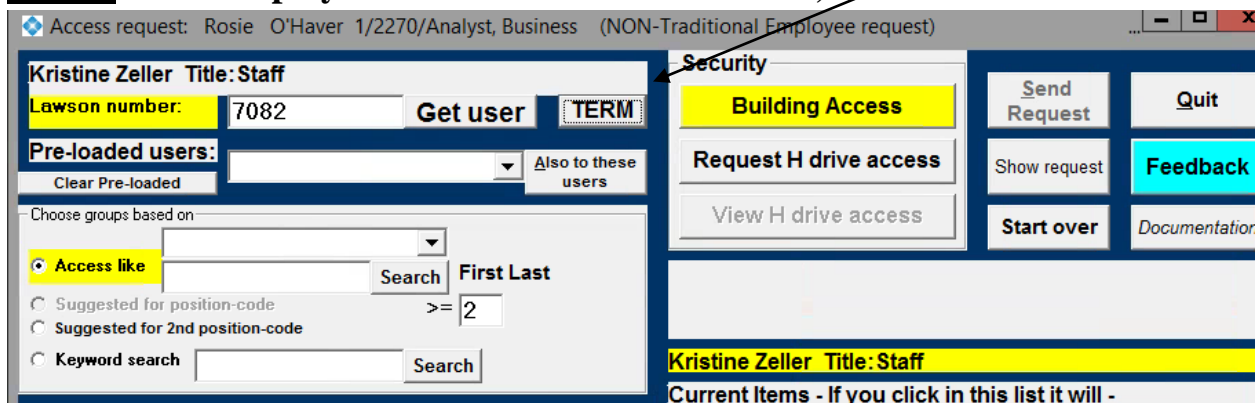 Access request: Rosie O'Haver 1/2270/Analyst, Business (NON-Traditional Employee request)
Kristine Zeller Title: Staff
Lawson number:
7082
Get user
TERM
Pre-loaded users:
Clear Pre-loaded
Also to these users
Choose groups based on
Access like
Search
First Last
Suggested for position-code
>= 2
Suggested for 2nd position-code
Keyword search
Search
Security
Building Access
Request H drive access
View H drive access
Send Request
Quit
Show request
Feedback
Start over
Documentation
Kristine Zeller Title: Staff
Current Items - If you click in this list it will -